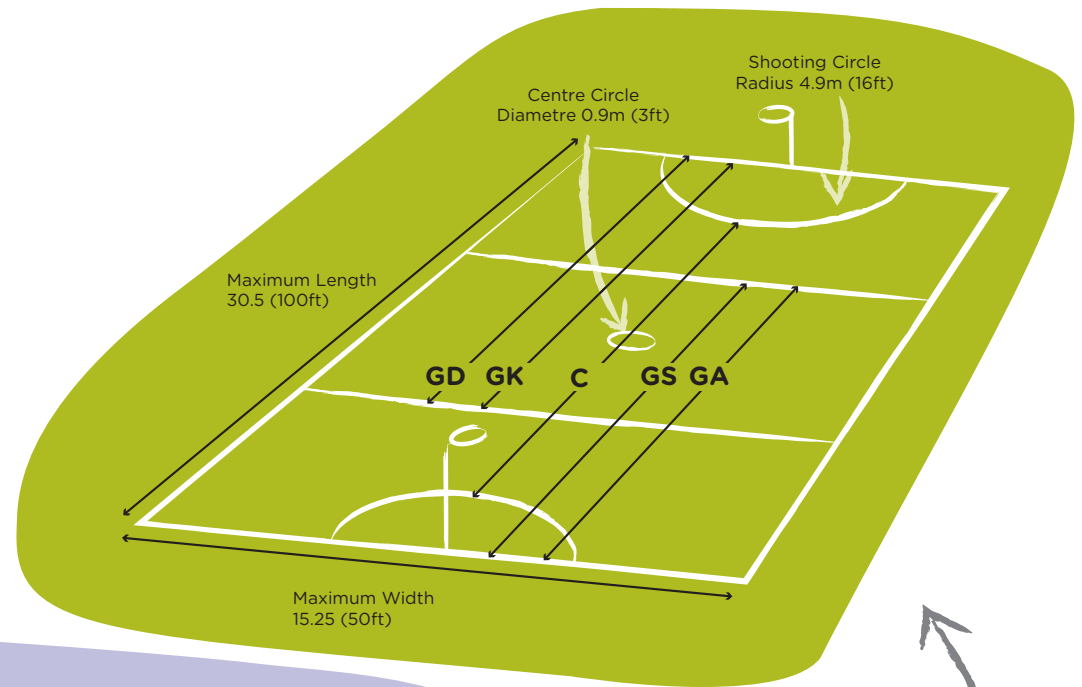 Shooting Circle
Radius 4.9m (16ft)
Centre Circle
Diametre 0.9m (3ft)
Maximum Length
30.5 (100ft)
GD GK C GS GA
Maximum Width
15.25 (50ft)